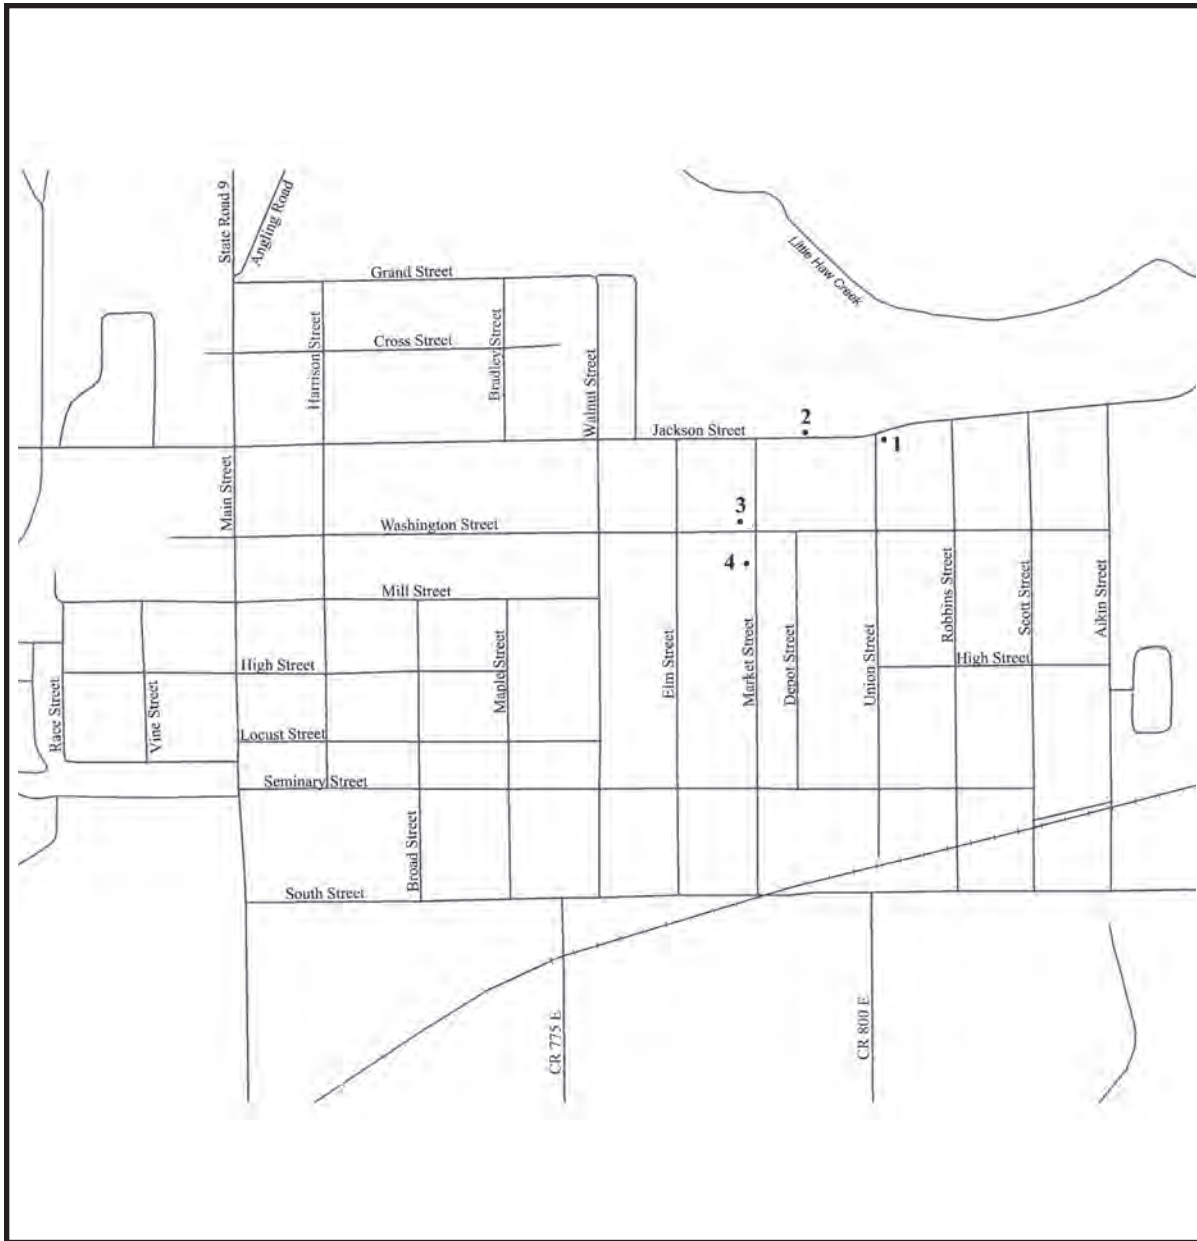 State Road 9
Angling Road
Little Haw Creek
Grand Street
Harrison Street
Cross Street
Bradley Street
Walnut Street
Jackson Street
2
1
Main Street
Washington Street
3
4
Mill Street
Robbins Street
Scott Street
Aikin Street
High Street
Maple Street
Elm Street
Market Street
Depot Street
Union Street
High Street
Race Street
Vine Street
Locust Street
Seminary Street
Broad Street
South Street
CR 775 E
CR 800 E